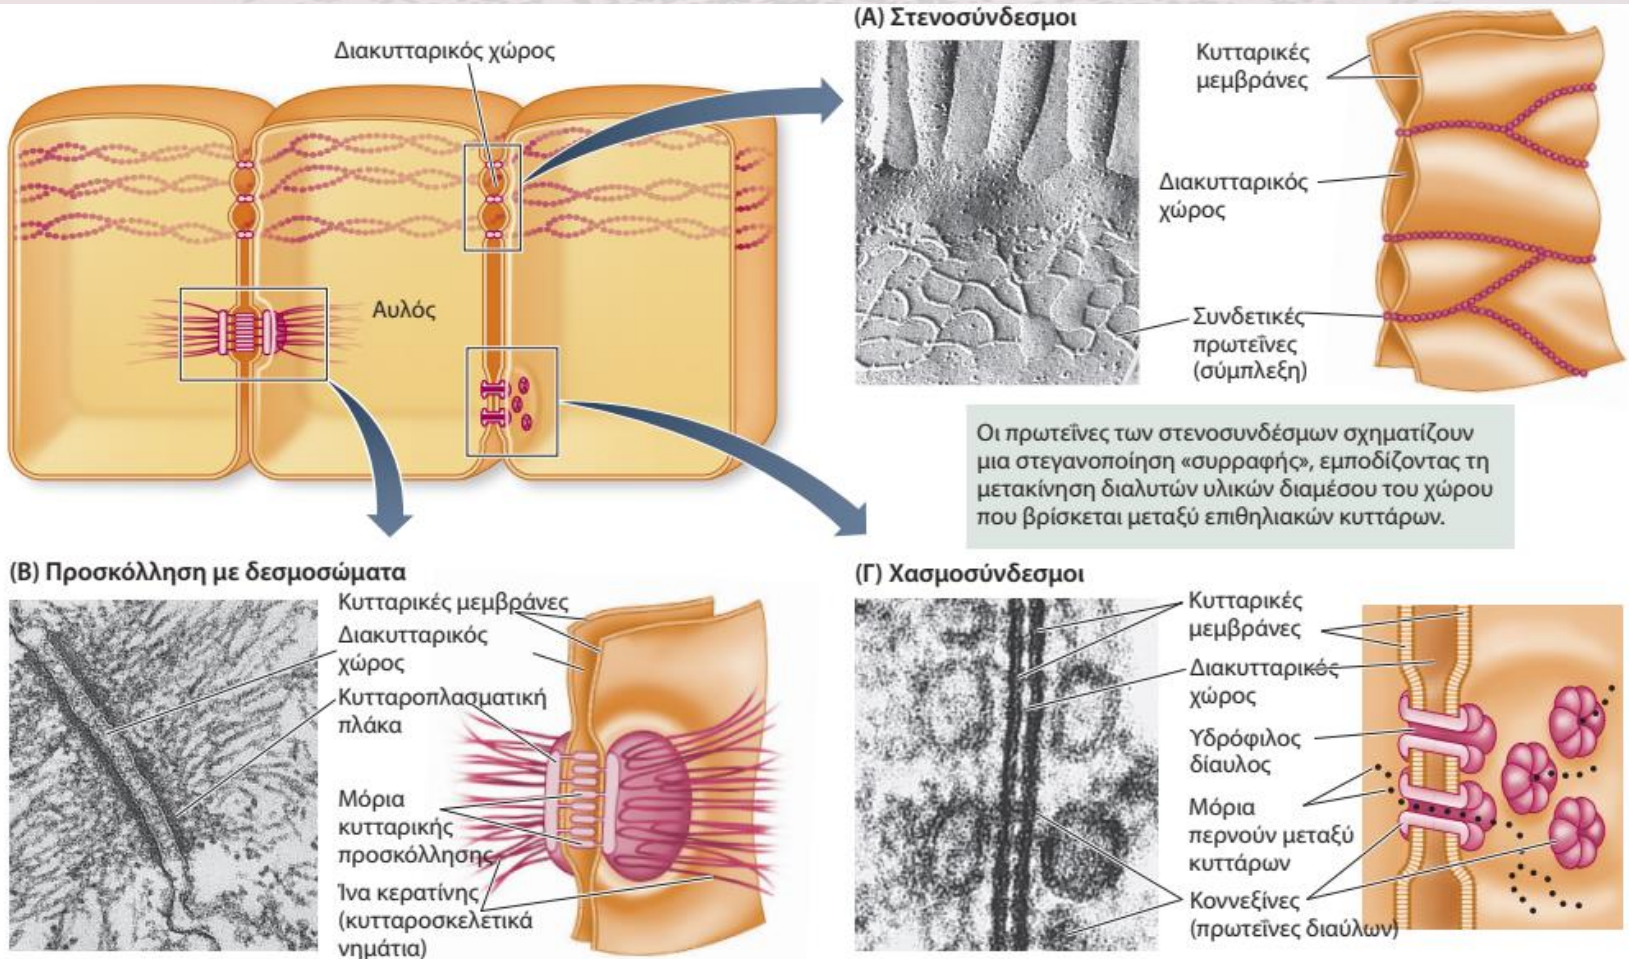 Διακυτταρικός χώρος
Αυλός
(Α) Στενοσύνδεσμοι
Κυτταρικές
μεμβράνες
Διακυτταρικός
χώρος
Συνδετικές
πρωτεΐνες
(σύμπλεξη)
Οι πρωτεΐνες των στενοσυνδέσμων σχηματίζουν
μια στεγανοποίηση «συρραφής», εμποδίζοντας τη
μετακίνηση διαλυτών υλικών διαμέσου του χώρου
που βρίσκεται μεταξύ επιθηλιακών κυττάρων.
(Β) Προσκόλληση με δεσμοσώματα
Κυτταρικές μεμβράνες
Διακυτταρικός
χώρος
Κυτταροπλασματική
πλάκα
Μόρια
κυτταρικής
προσκόλλησης
Ίνα κερατίνης
(κυτταροσκελετικά
νημάτια)
(Γ) Χασμοσύνδεσμοι
Κυτταρικές
μεμβράνες
Διακυτταρικός
χώρος
Υδρόφιλος
δίαυλος
Μόρια
περνούν μεταξύ
κυττάρων
Κοννεξίνες
(πρωτεΐνες διαύλων)